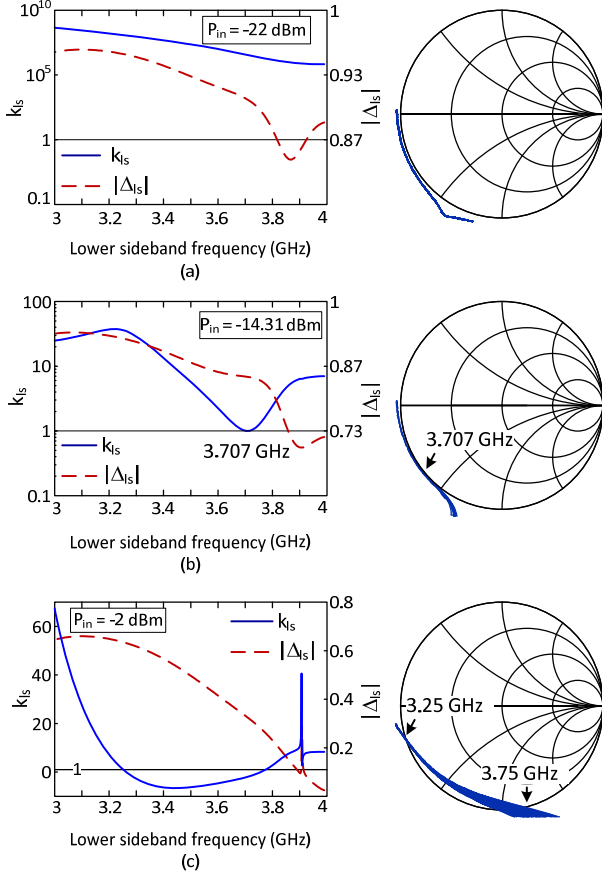 P_in = -22 dBm
10^10
10^5
1
0.1
k_ls
1
0.93
0.87
|Δ_ls|
k_ls
|Δ_ls|
3 3.2 3.4 3.6 3.8 4
Lower sideband frequency (GHz)
(a)
P_in = -14.31 dBm
100
10
1
0.1
k_ls
1
0.87
0.73
|Δ_ls|
3.707 GHz
k_ls
|Δ_ls|
3 3.2 3.4 3.6 3.8 4
Lower sideband frequency (GHz)
(b)
3.707 GHz
P_in = -2 dBm
60
40
20
0
k_ls
1
0.8
0.6
0.4
0.2
0
|Δ_ls|
k_ls
|Δ_ls|
3 3.2 3.4 3.6 3.8 4
Lower sideband frequency (GHz)
(c)
3.25 GHz
3.75 GHz